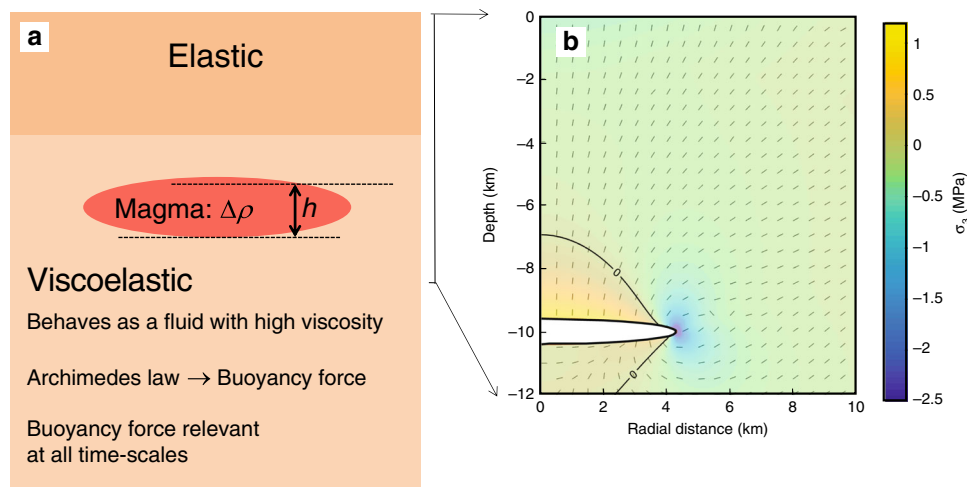 a
Elastic
Magma: Δρ
h
Viscoelastic
Behaves as a fluid with high viscosity
Archimedes law → Buoyancy force
Buoyancy force relevant
at all time-scales
b
0
−2
−4
−6
−8
−10
−12
Depth (km)
0
0
0 2 4 6 8 10
Radial distance (km)
1
0.5
0
−0.5
−1
−1.5
−2
−2.5
σ3 (MPa)